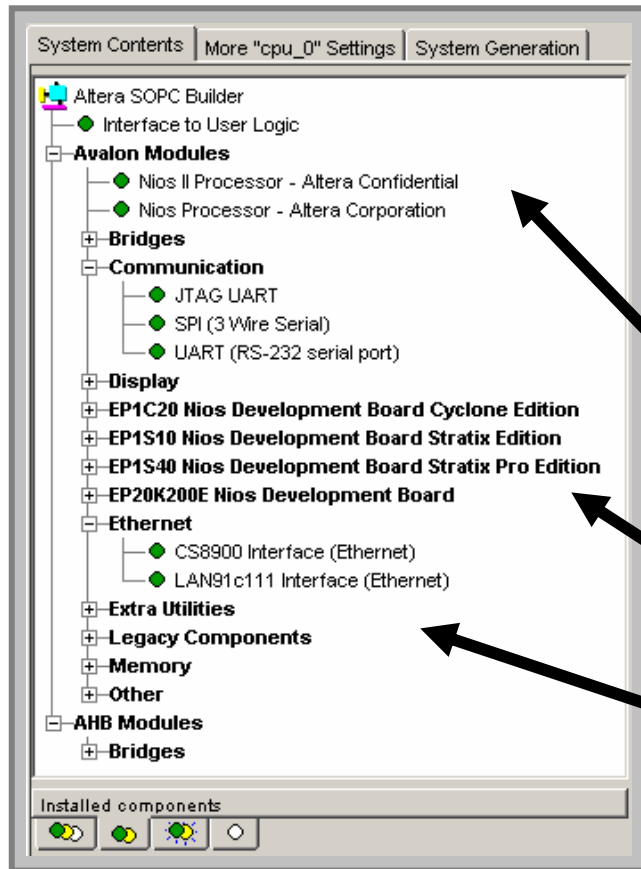 System Contents More "cpu_0" Settings System Generation
Altera SOPC Builder
Interface to User Logic
Avalon Modules
Nios II Processor - Altera Confidential
Nios Processor - Altera Corporation
Bridges
Communication
JTAG UART
SPI (3 Wire Serial)
UART (RS-232 serial port)
Display
EP1C20 Nios Development Board Cyclone Edition
EP1S10 Nios Development Board Stratix Edition
EP1S40 Nios Development Board Stratix Pro Edition
EP20K200E Nios Development Board
Ethernet
CS8900 Interface (Ethernet)
LAN91c111 Interface (Ethernet)
Extra Utilities
Legacy Components
Memory
Other
AHB Modules
Bridges
Installed components